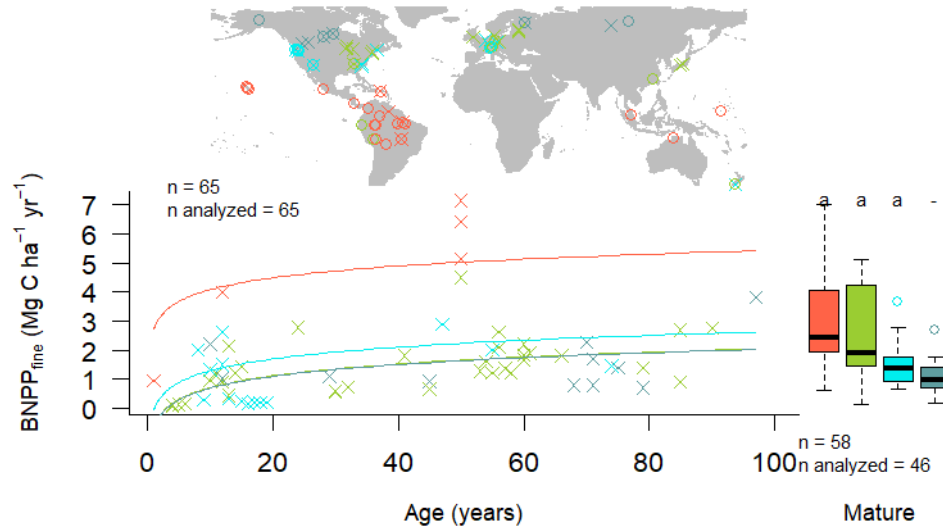 n = 65
n analyzed = 65
BNPPfine (Mg C ha⁻¹ yr⁻¹)
7
6
5
4
3
2
1
0
0 20 40 60 80 100
Age (years)
a a a -
n = 58
n analyzed = 46
Mature